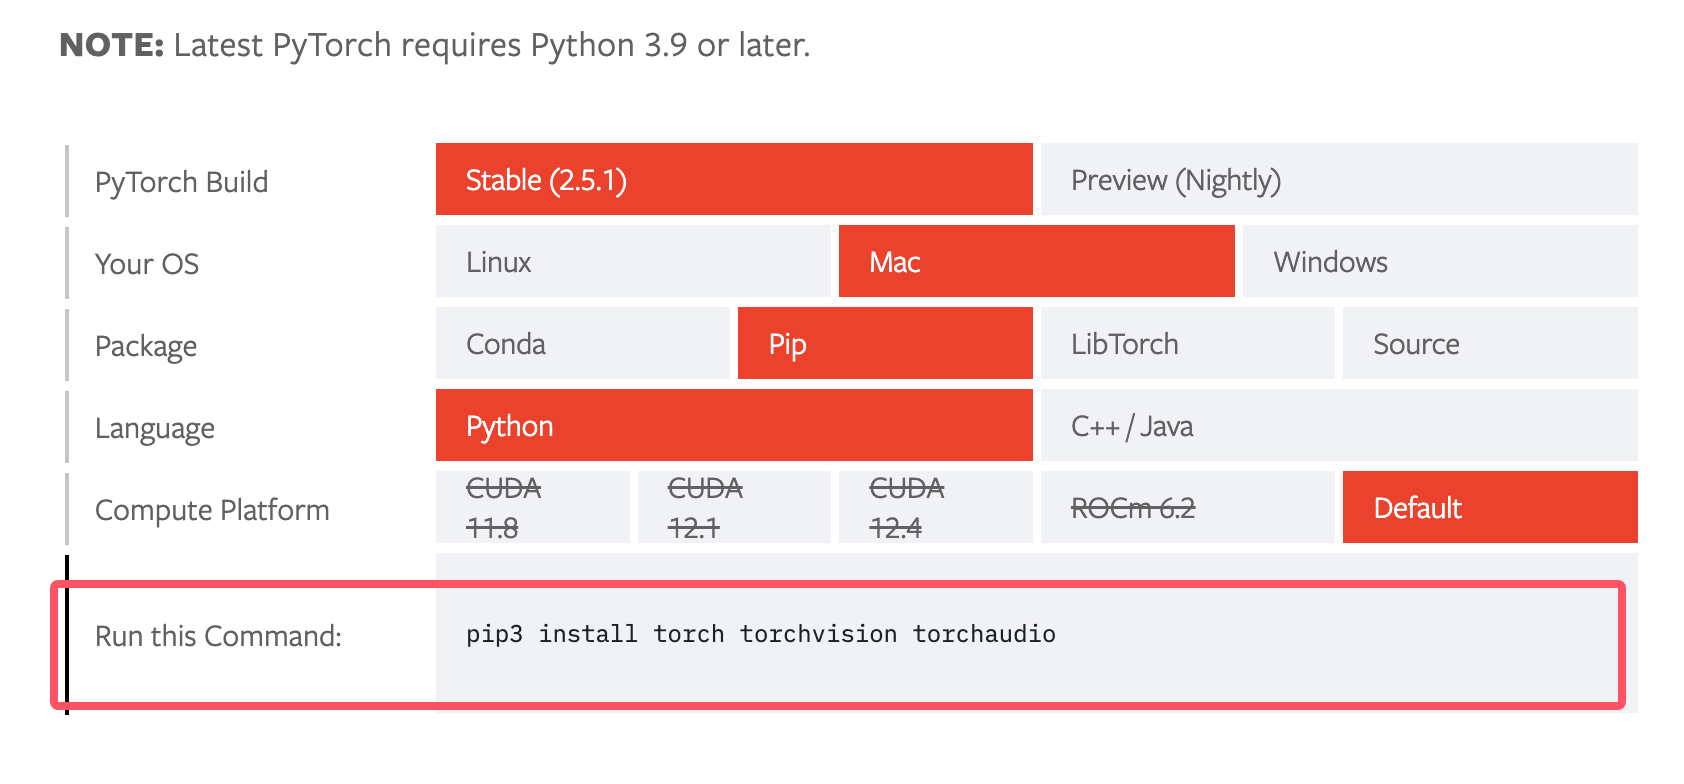 NOTE: Latest PyTorch requires Python 3.9 or later.
PyTorch Build
Stable (2.5.1)
Preview (Nightly)
Your OS
Linux
Mac
Windows
Package
Conda
Pip
LibTorch
Source
Language
Python
C++ / Java
Compute Platform
CUDA
11.8
CUDA
12.1
CUDA
12.4
ROCm 6.2
Default
Run this Command:
pip3 install torch torchvision torchaudio